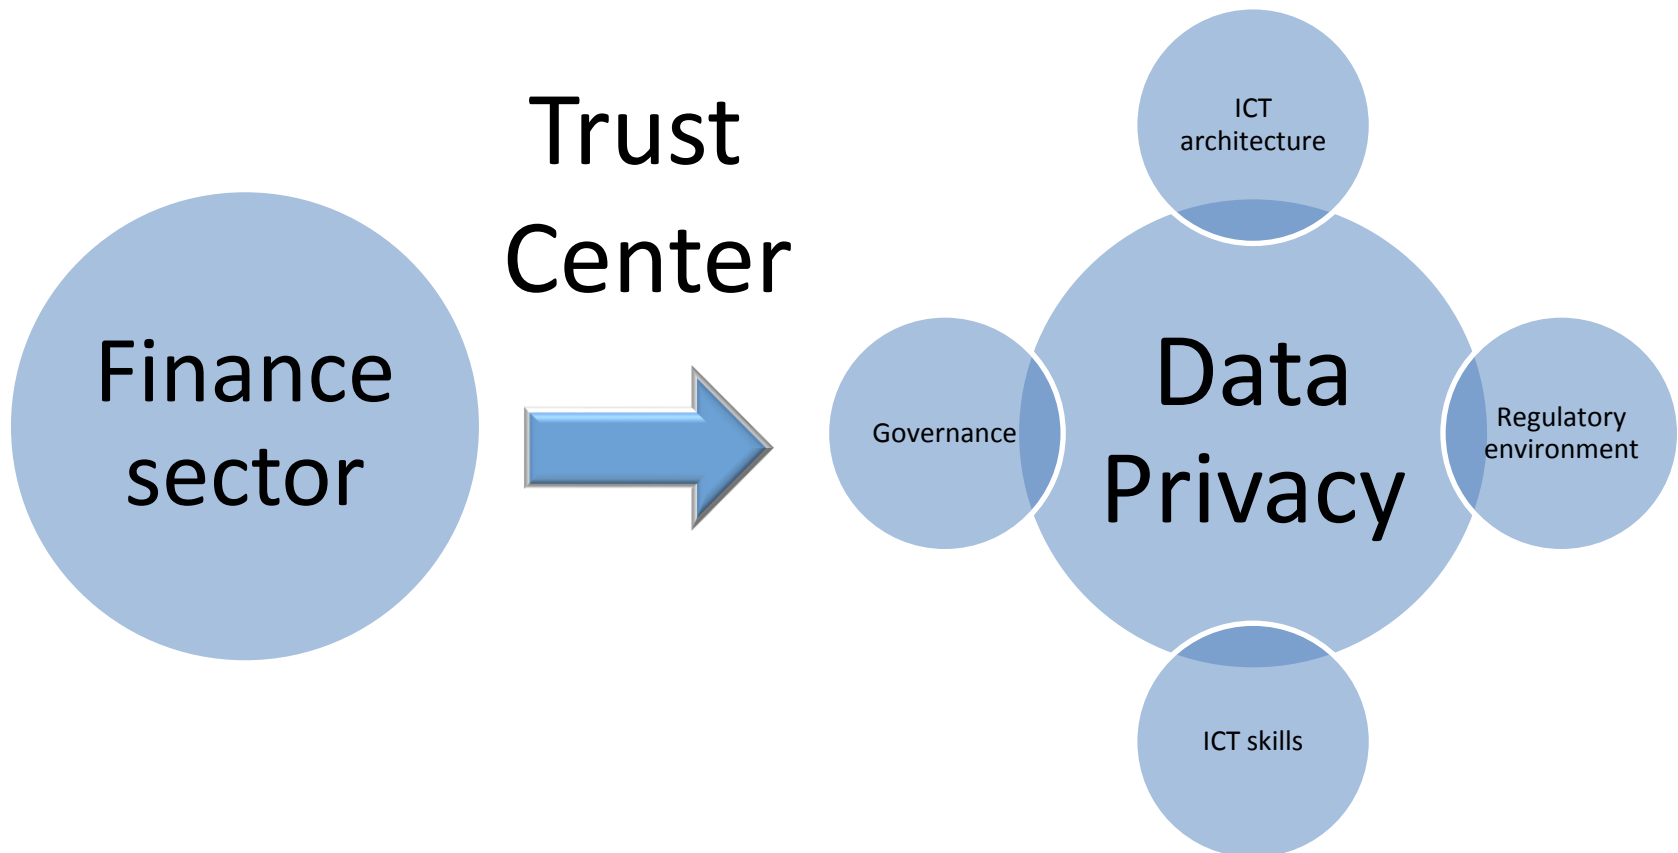 Trust
Center
Finance
sector
ICT
architecture
Governance
Data
Privacy
Regulatory
environment
ICT skills